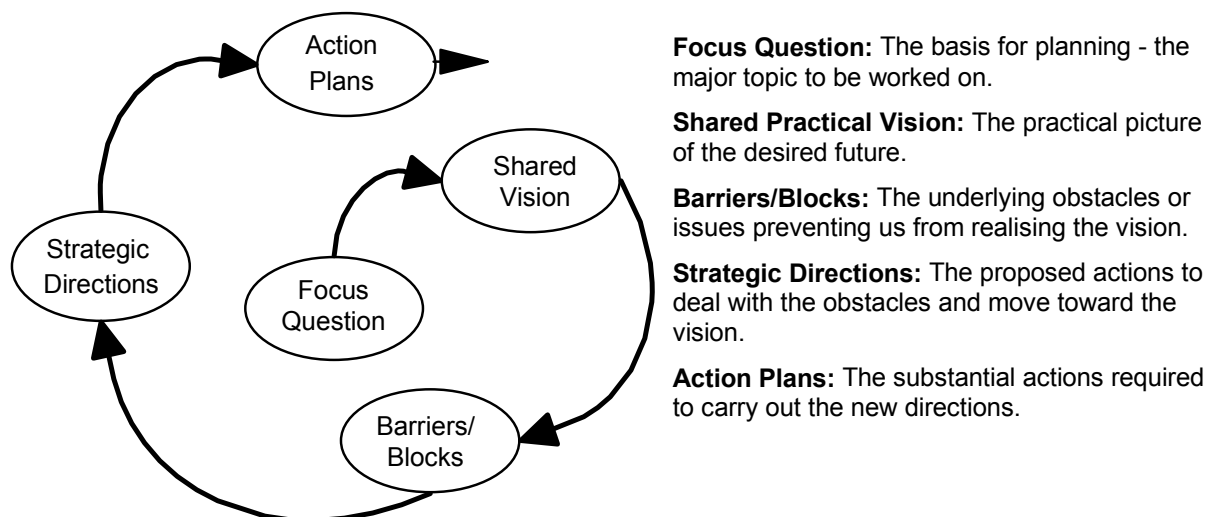 Action
Plans
Shared
Vision
Strategic
Directions
Focus
Question
Barriers/
Blocks
Focus Question: The basis for planning - the
major topic to be worked on.
Shared Practical Vision: The practical picture
of the desired future.
Barriers/Blocks: The underlying obstacles or
issues preventing us from realising the vision.
Strategic Directions: The proposed actions to
deal with the obstacles and move toward the
vision.
Action Plans: The substantial actions required
to carry out the new directions.